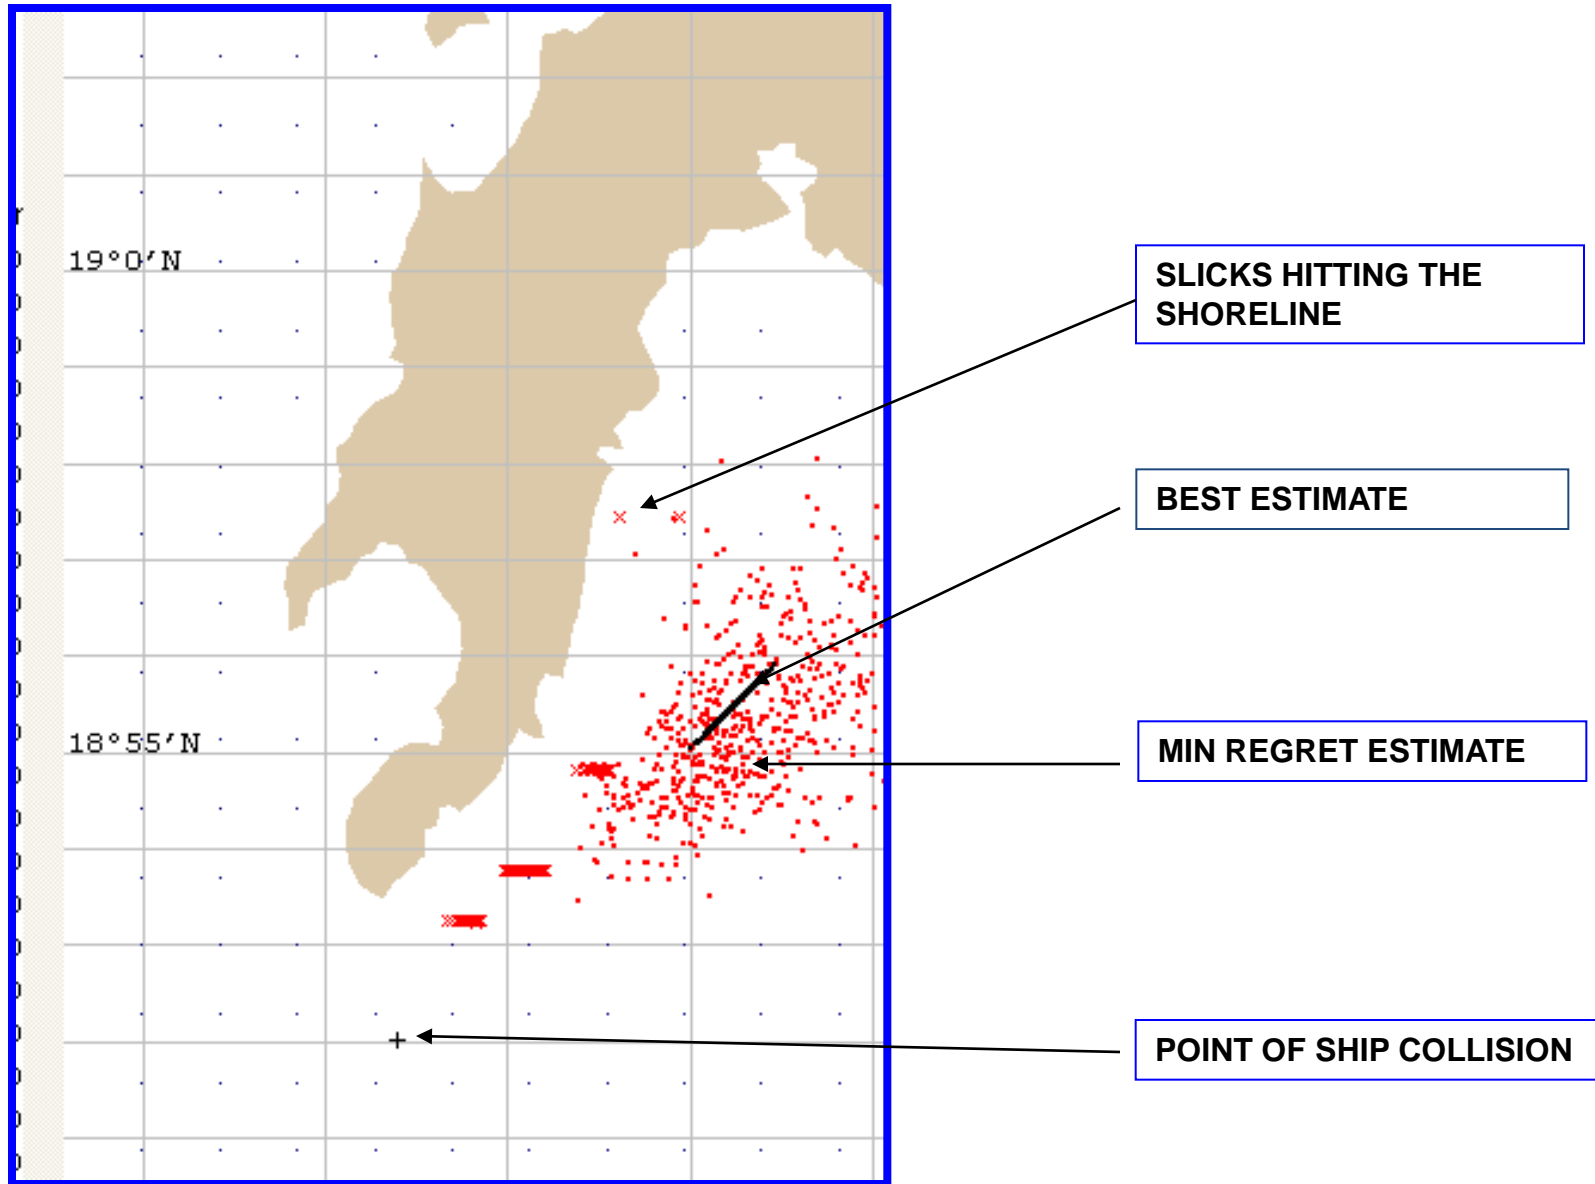 19°0'N
18°55'N
SLICKS HITTING THE
SHORELINE
BEST ESTIMATE
MIN REGRET ESTIMATE
POINT OF SHIP COLLISION